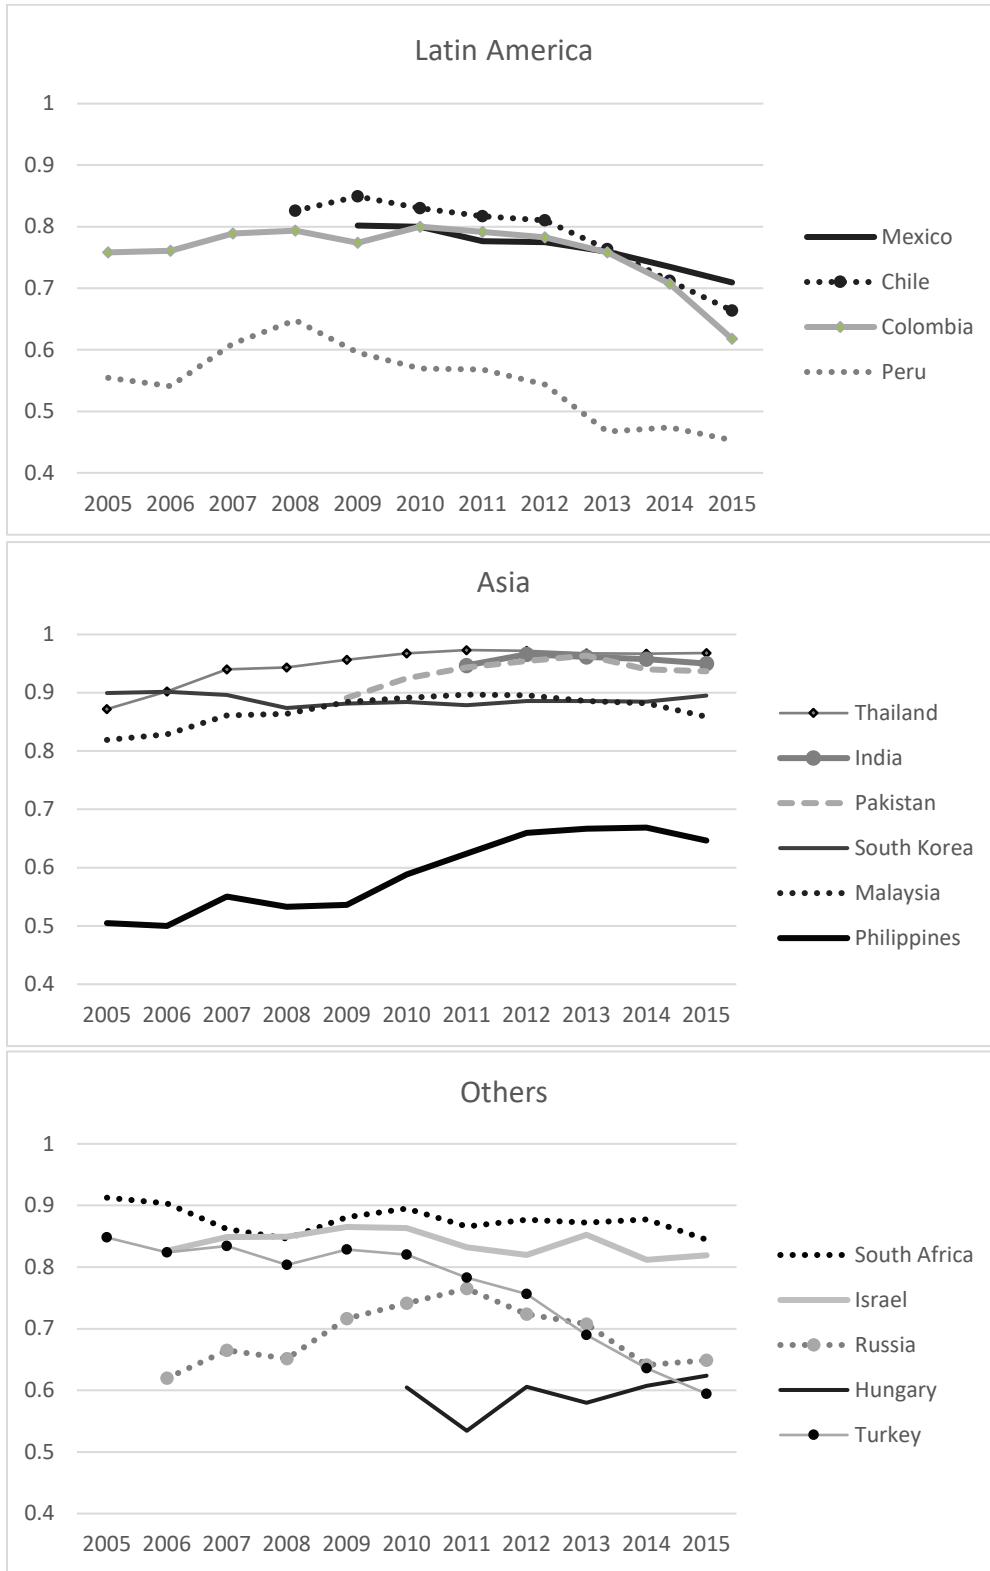 Latin America
1
0.9
0.8
0.7
0.6
0.5
0.4
2005 2006 2007 2008 2009 2010 2011 2012 2013 2014 2015
Mexico
Chile
Colombia
Peru
Asia
1
0.9
0.8
0.7
0.6
0.5
0.4
2005 2006 2007 2008 2009 2010 2011 2012 2013 2014 2015
Thailand
India
Pakistan
South Korea
Malaysia
Philippines
Others
1
0.9
0.8
0.7
0.6
0.5
0.4
2005 2006 2007 2008 2009 2010 2011 2012 2013 2014 2015
South Africa
Israel
Russia
Hungary
Turkey